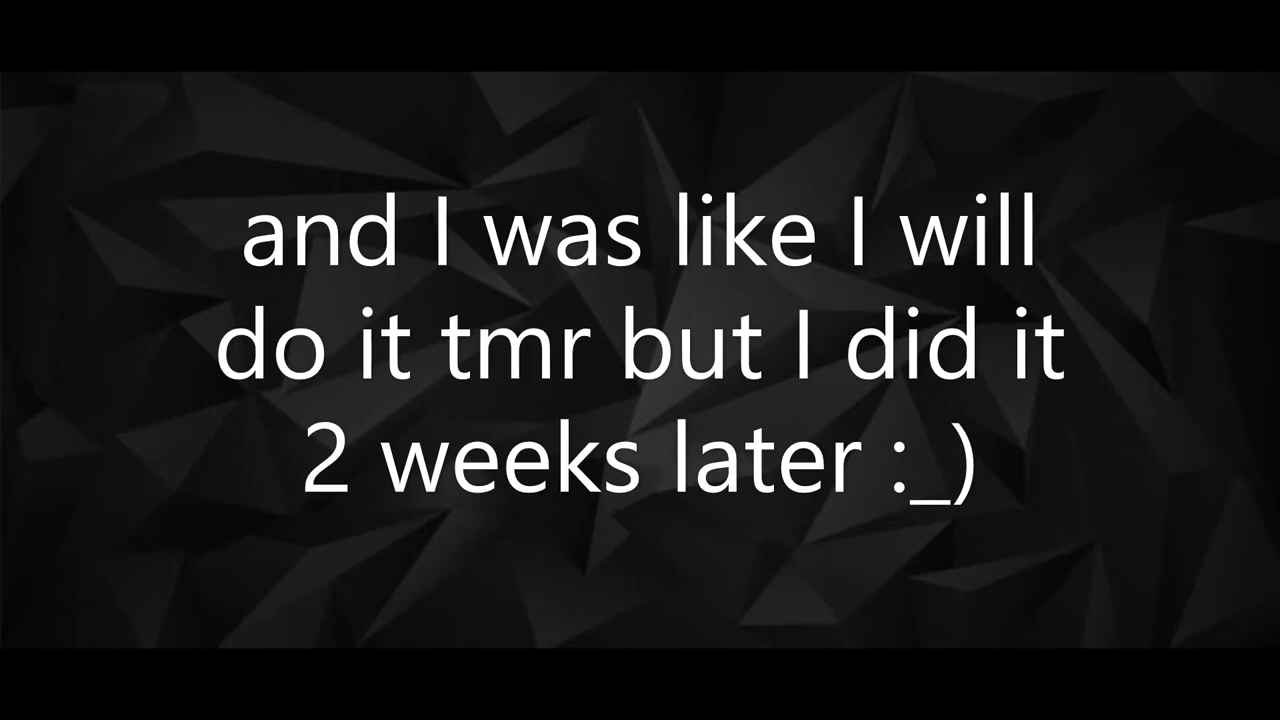 and I was like I will
do it tmr but I did it
2 weeks later :_)